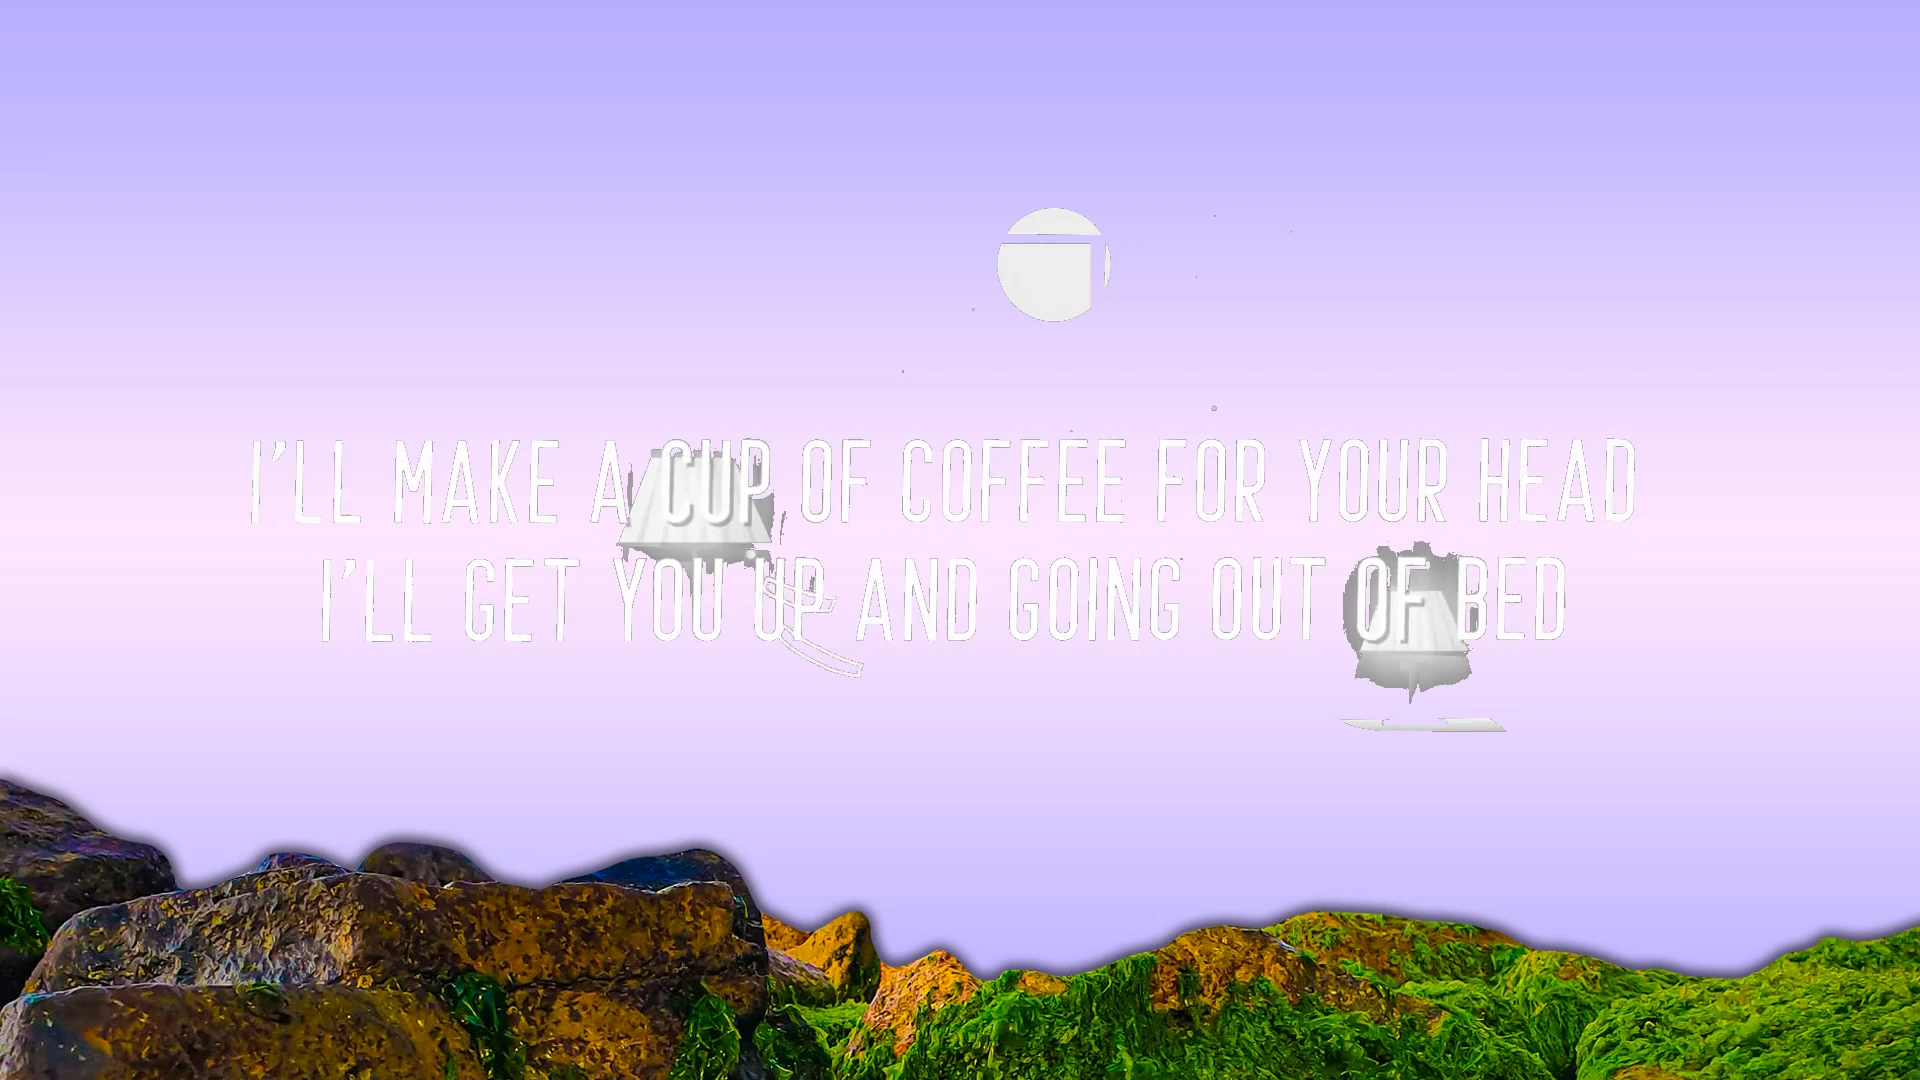 I'LL MAKE A CUP OF COFFEE FOR YOUR HEAD
I'LL GET YOU UP AND GOING OUT OF BED